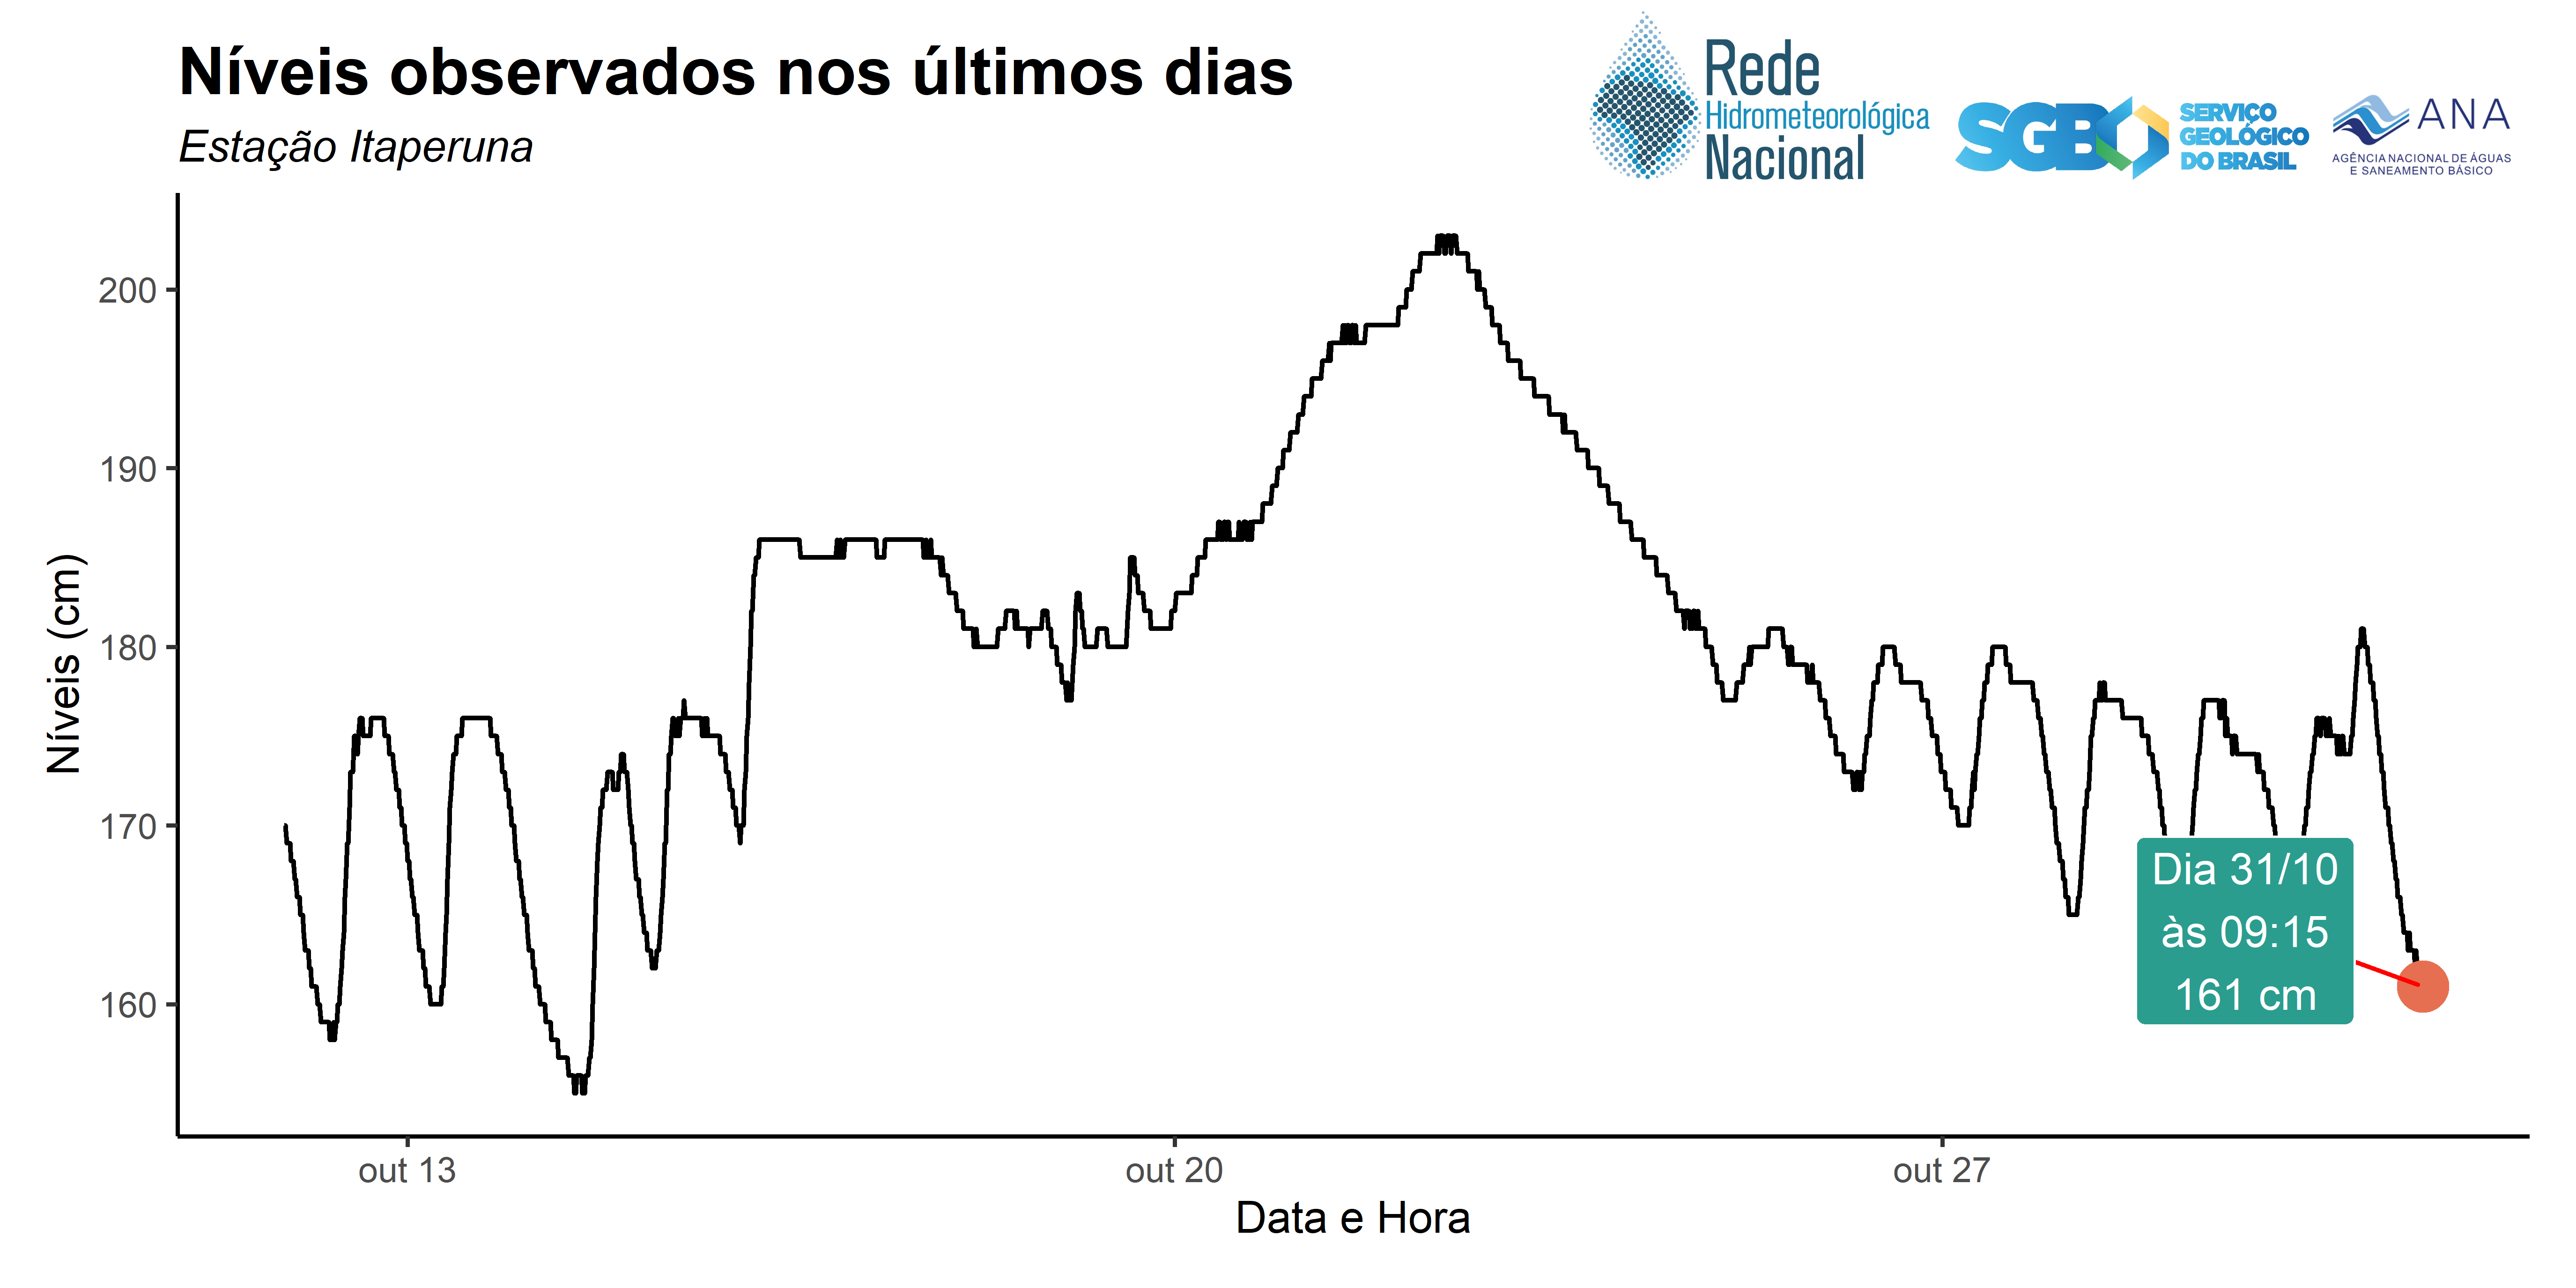 Níveis observados nos últimos dias
Estação Itaperuna
Rede
Hidrometeorológica
Nacional
SGB
SERVIÇO
GEOLÓGICO
DO BRASIL
ANA
AGÊNCIA NACIONAL DE ÁGUAS
E SANEAMENTO BÁSICO
Níveis (cm)
200
190
180
170
160
Dia 31/10
às 09:15
161 cm
out 13
out 20
out 27
Data e Hora